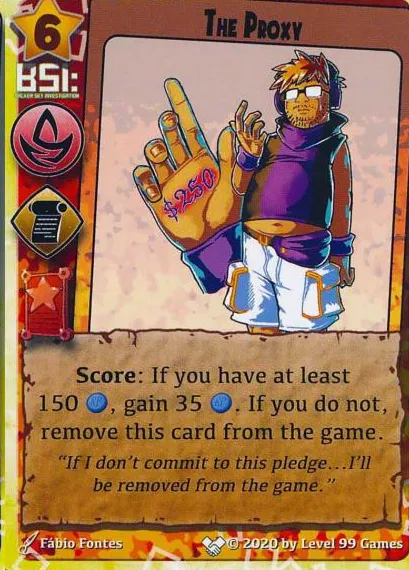 The Proxy
6
BSI:
$250
Score: If you have at least
150 , gain 35 . If you do not,
remove this card from the game.
“If I don’t commit to this pledge...I’ll
be removed from the game.”
Fábio Fontes
© 2020 by Level 99 Games